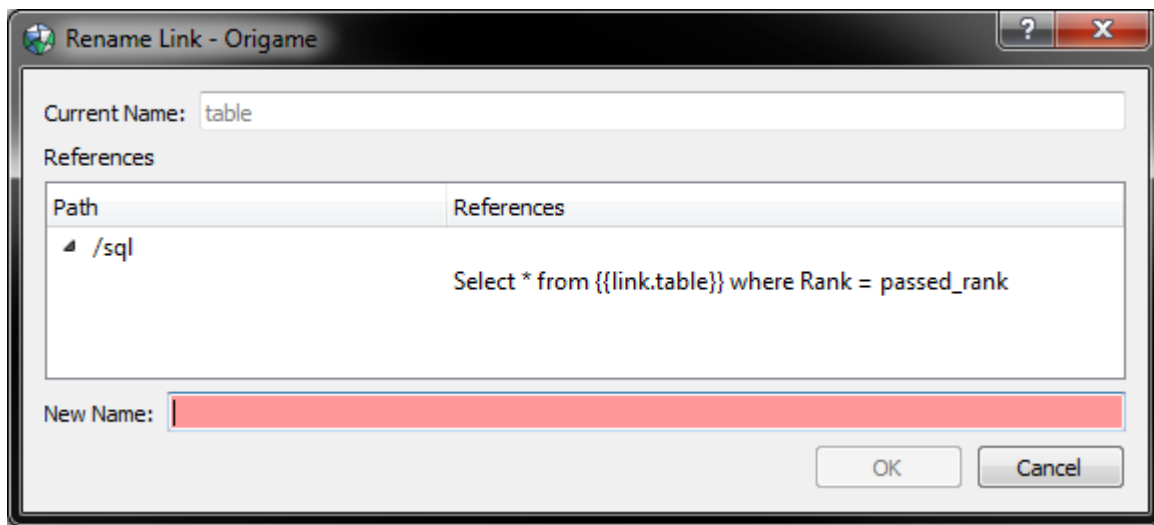 Rename Link - Origame
?
Current Name: table
References
Path References
/sql
Select * from {{link.table}} where Rank = passed_rank
New Name:
OK Cancel